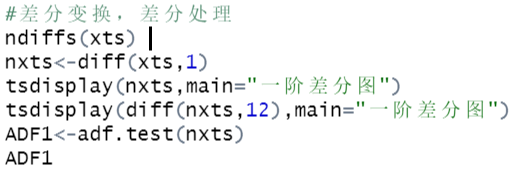 #差分变换，差分处理
ndiffs(xts)
nxts<-diff(xts,1)
tsdisplay(nxts,main="一阶差分图")
tsdisplay(diff(nxts,12),main="一阶差分图")
ADF1<-adf.test(nxts)
ADF1